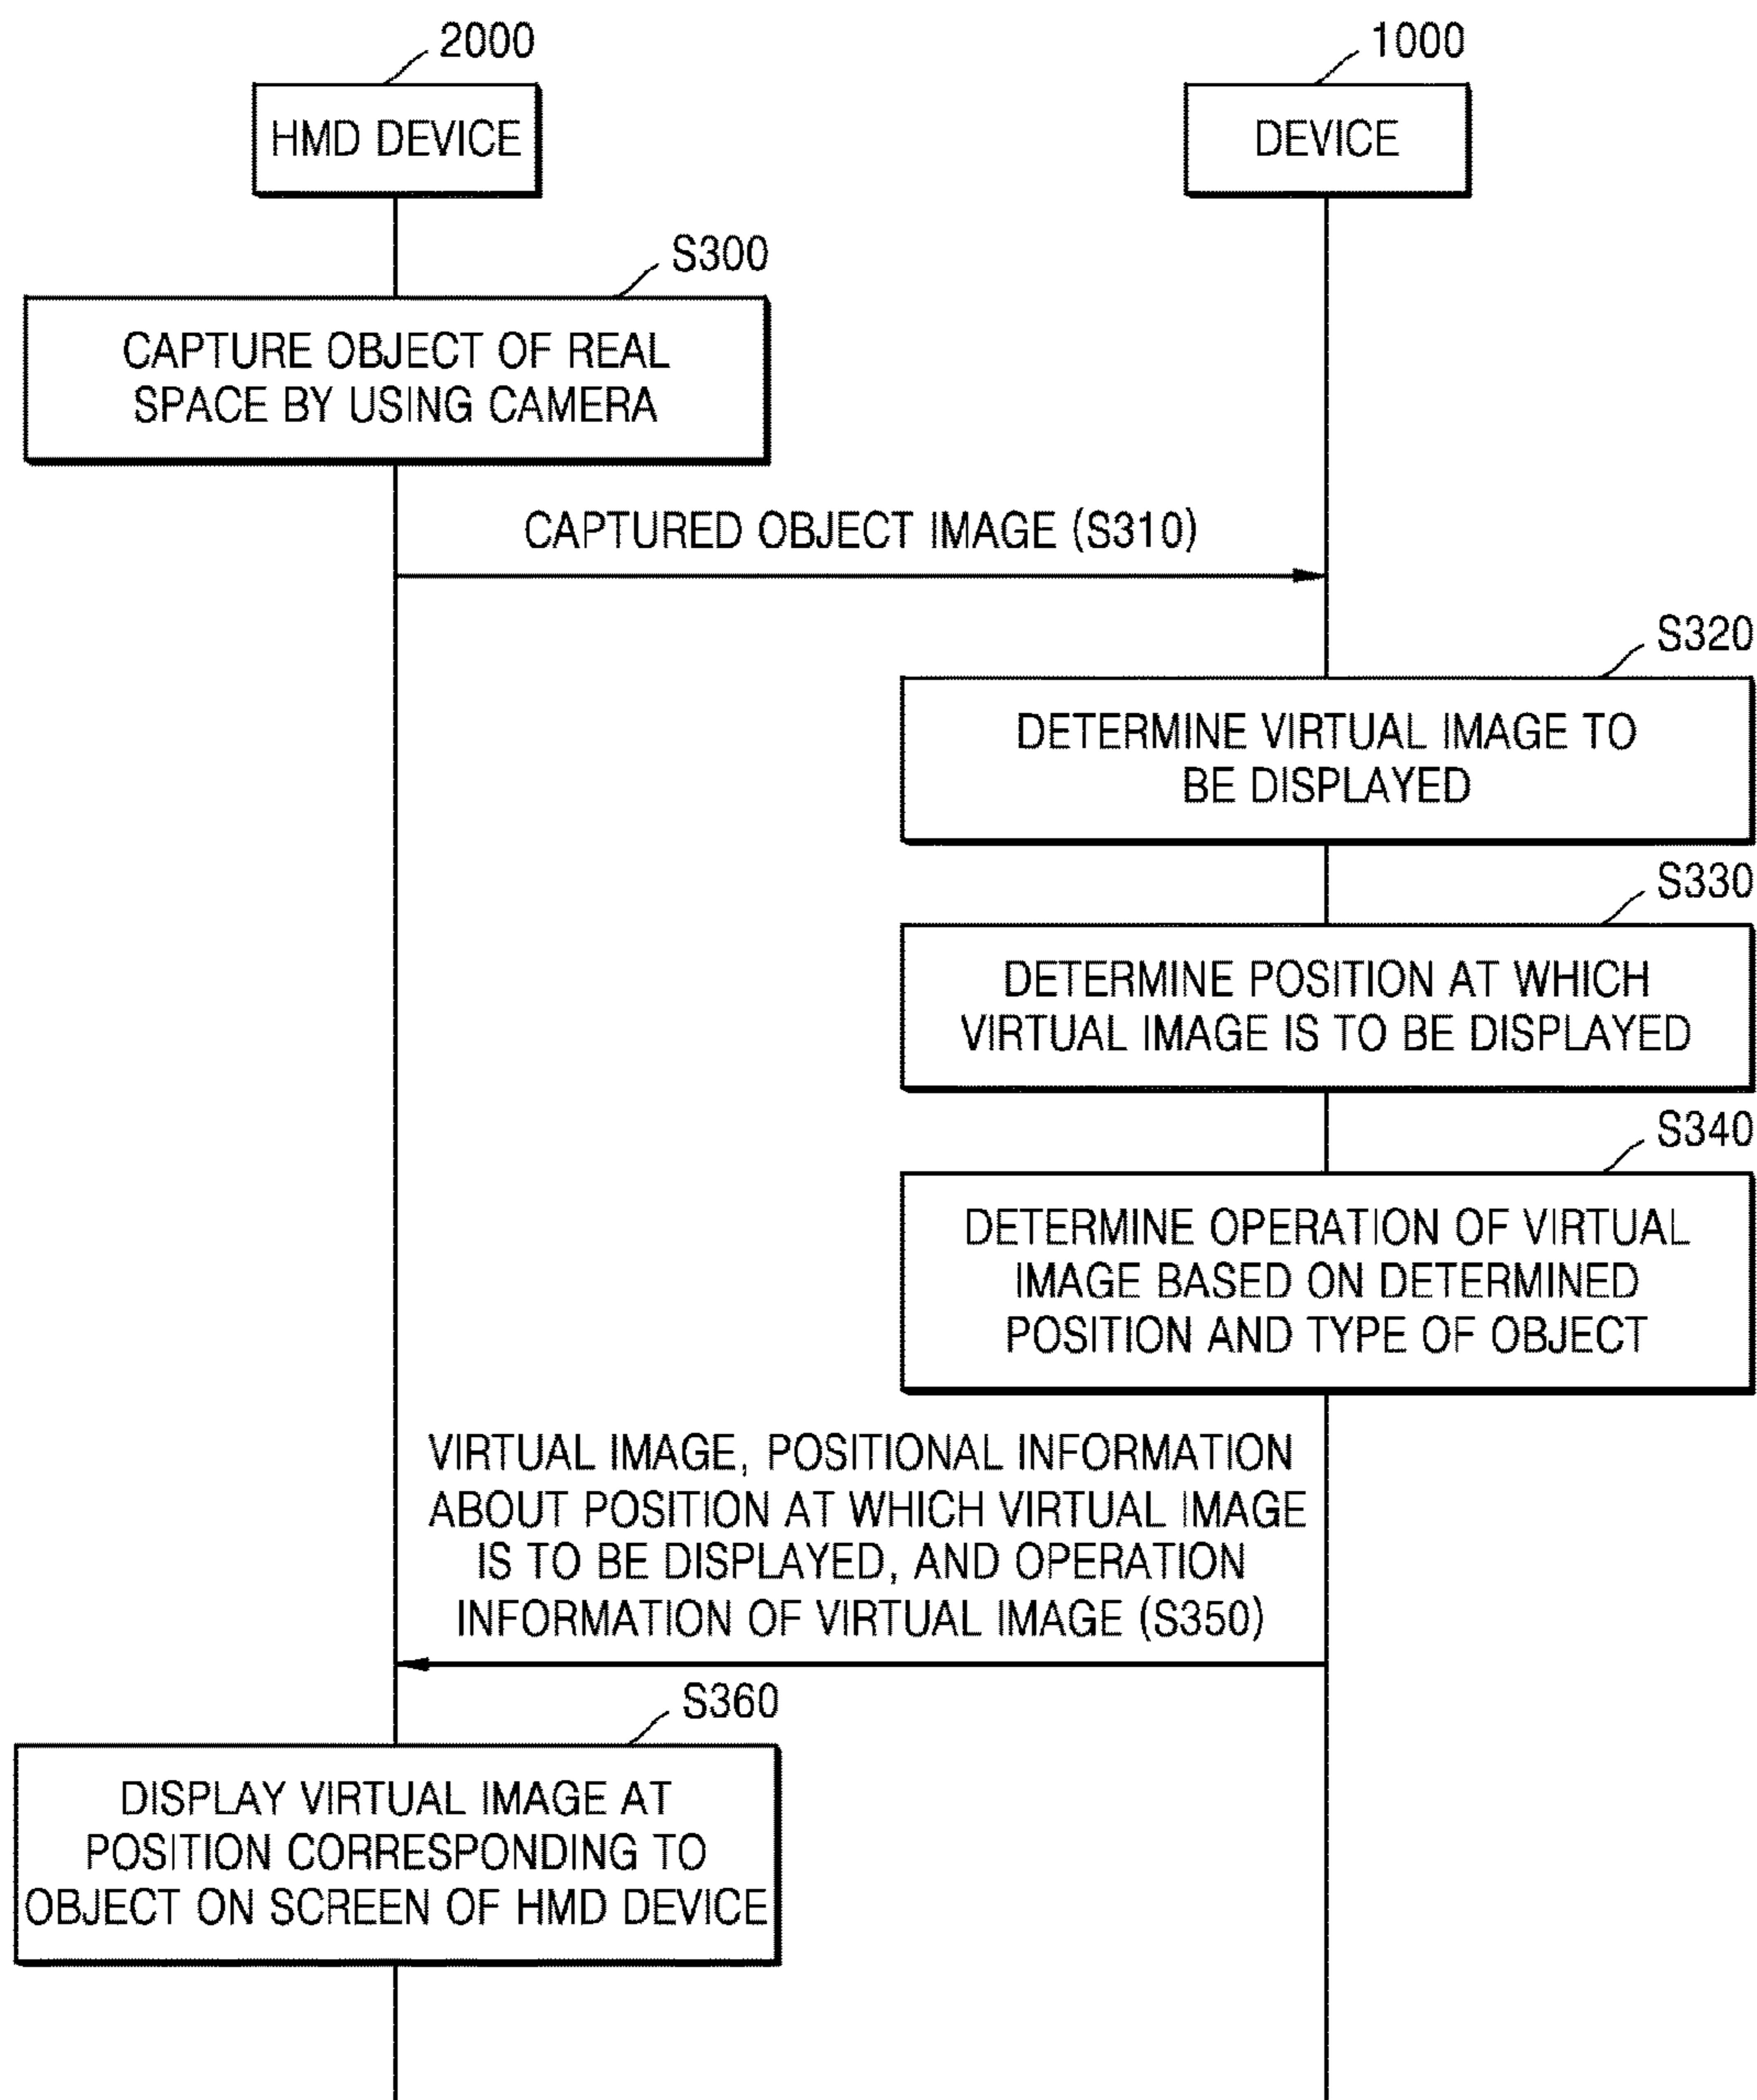 2000
1000
HMD DEVICE
DEVICE
S300
CAPTURE OBJECT OF REAL
SPACE BY USING CAMERA
CAPTURED OBJECT IMAGE (S310)
S320
DETERMINE VIRTUAL IMAGE TO
BE DISPLAYED
S330
DETERMINE POSITION AT WHICH
VIRTUAL IMAGE IS TO BE DISPLAYED
S340
DETERMINE OPERATION OF VIRTUAL
IMAGE BASED ON DETERMINED
POSITION AND TYPE OF OBJECT
VIRTUAL IMAGE, POSITIONAL INFORMATION
ABOUT POSITION AT WHICH VIRTUAL IMAGE
IS TO BE DISPLAYED, AND OPERATION
INFORMATION OF VIRTUAL IMAGE (S350)
S360
DISPLAY VIRTUAL IMAGE AT
POSITION CORRESPONDING TO
OBJECT ON SCREEN OF HMD DEVICE